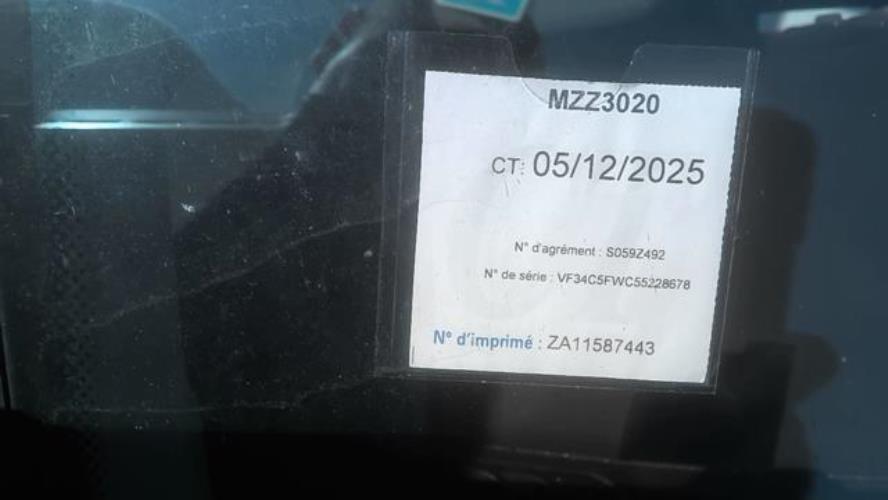 MZZ3020
CT: 05/12/2025
N° d'agrément : S059Z492
N° de série : VF34C5FWC55228678
N° d'imprimé : ZA11587443